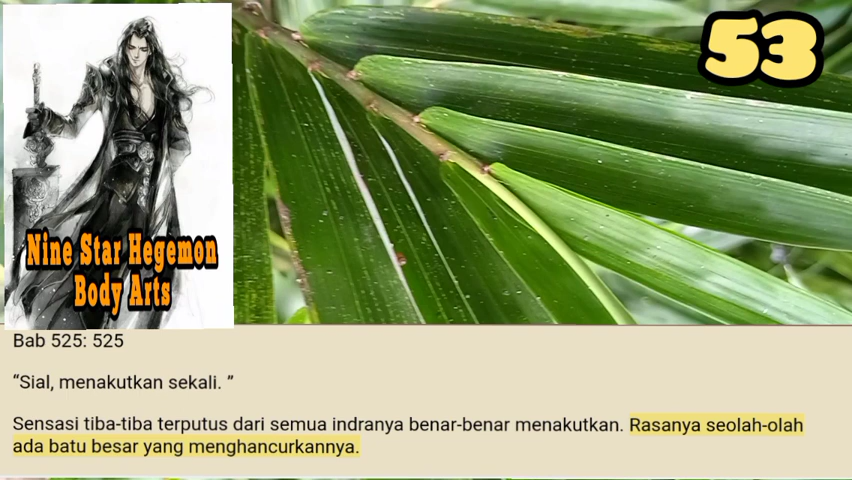 53
Nine Star Hegemon
Body Arts
Bab 525: 525
“Sial, menakutkan sekali. ”
Sensasi tiba-tiba terputus dari semua indranya benar-benar menakutkan. Rasanya seolah-olah
ada batu besar yang menghancurkannya.